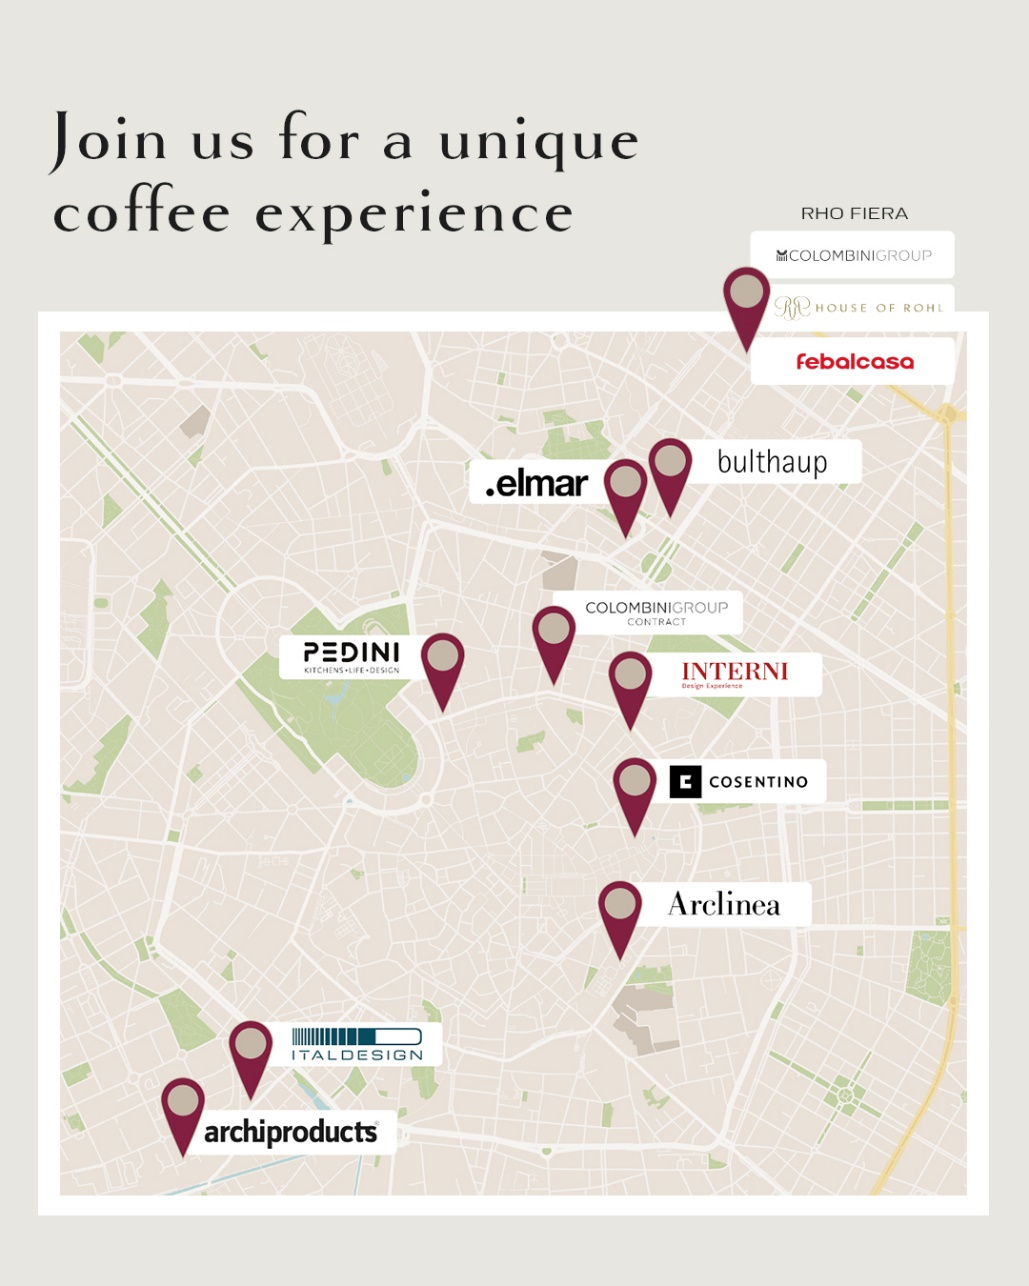 Join us for a unique
coffee experience
RHO FIERA
COLOMBINIGROUP
RR HOUSE OF ROHL
febalcasa
bulthaup
.elmar
COLOMBINIGROUP
CONTRACT
PEDINI
KITCHENS•LIFE•DESIGN
INTERNI
Design Experience
COSENTINO
Arclinea
ITALDESIGN
archiproducts